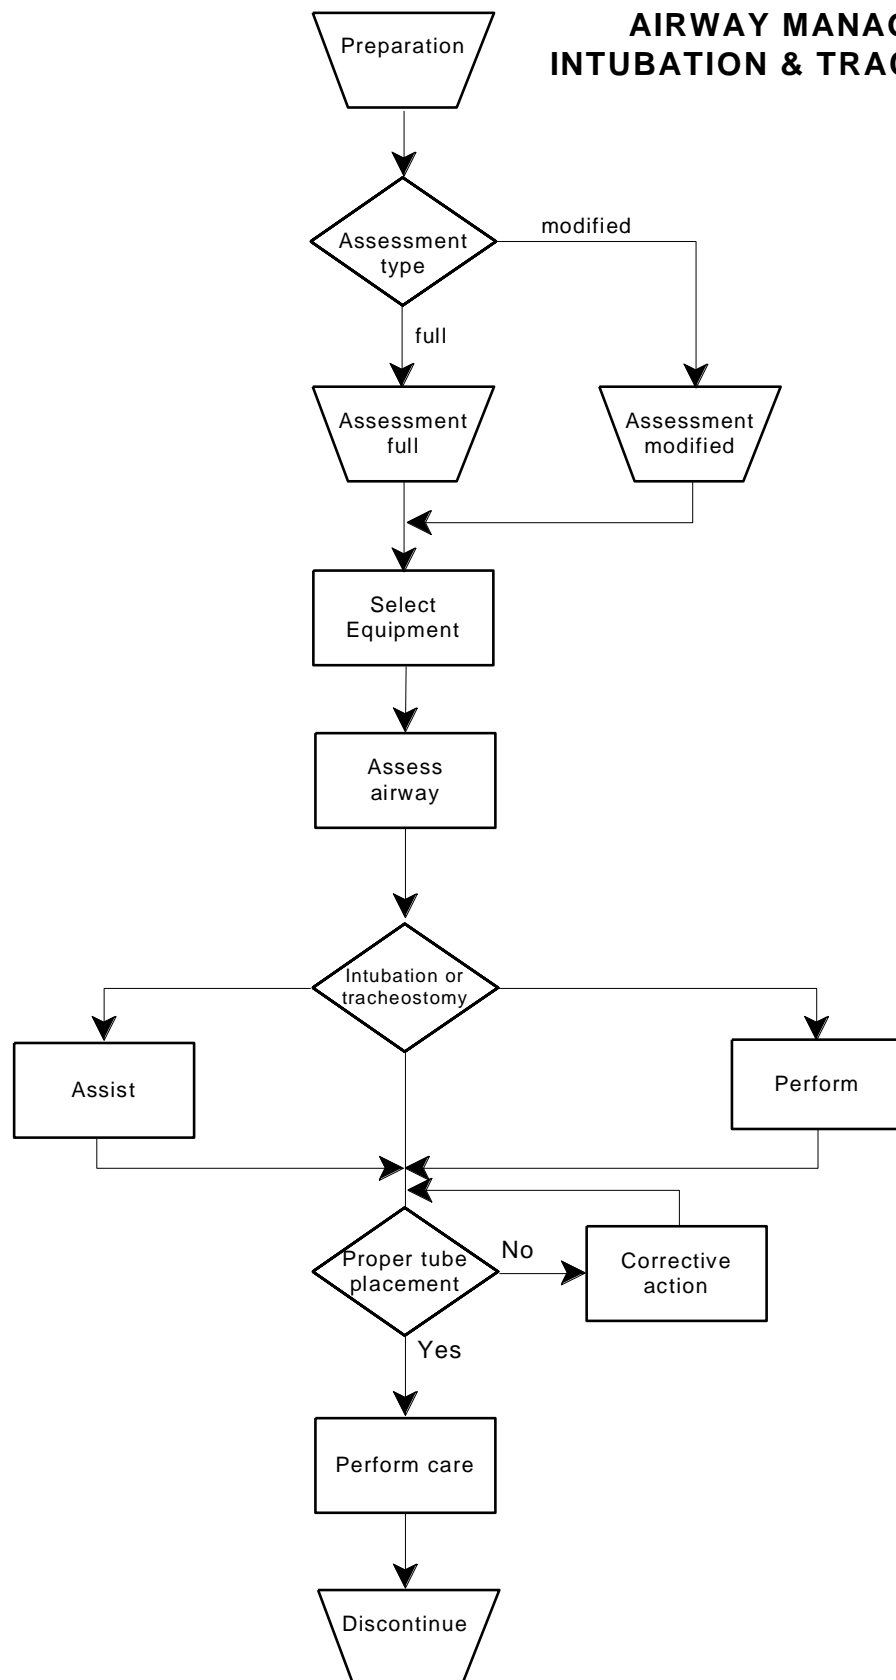 AIRWAY MANAG
INTUBATION & TRAC
Preparation
Assessment
type
modified
full
Assessment
full
Assessment
modified
Select
Equipment
Assess
airway
Intubation or
tracheostomy
Assist
Perform
Proper tube
placement
No
Corrective
action
Yes
Perform care
Discontinue